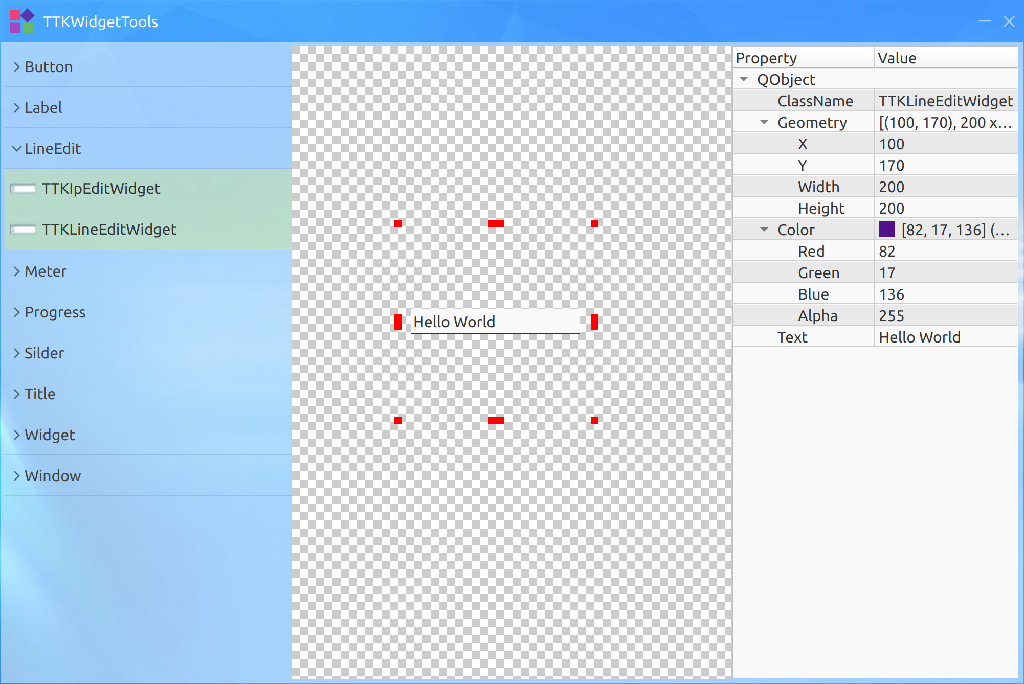 TTKWidgetTools
Button
Label
LineEdit
TTKIpEditWidget
TTKLineEditWidget
Meter
Progress
Silder
Title
Widget
Window
Hello World
Property Value
QObject
ClassName TTKLineEditWidget
Geometry [(100, 170), 200 x...
X 100
Y 170
Width 200
Height 200
Color [82, 17, 136] (...
Red 82
Green 17
Blue 136
Alpha 255
Text Hello World